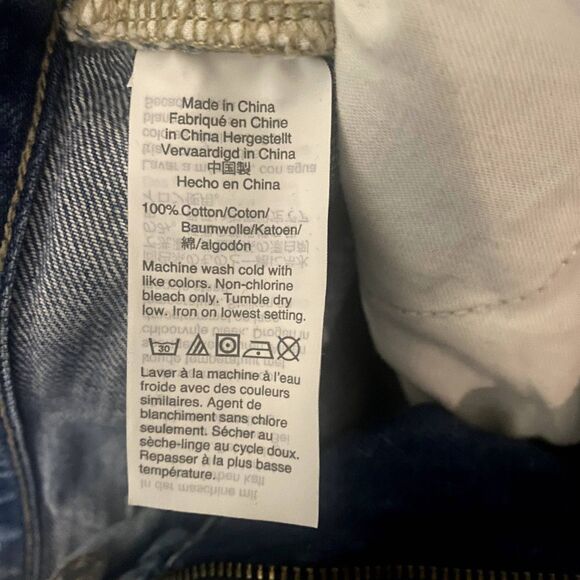 Made in China
Fabriqué en Chine
in China Hergestellt
Vervaardigd in China
中国製
Hecho en China
100% Cotton/Coton/
Baumwolle/Katoen/
綿/algodón
Machine wash cold with
like colors. Non-chlorine
bleach only. Tumble dry
low. Iron on lowest setting.
30
Laver à la machine à l'eau
froide avec des couleurs
similaires. Agent de
blanchiment sans chlore
seulement. Sécher au
sèche-linge au cycle doux.
Repasser à la plus basse
température.